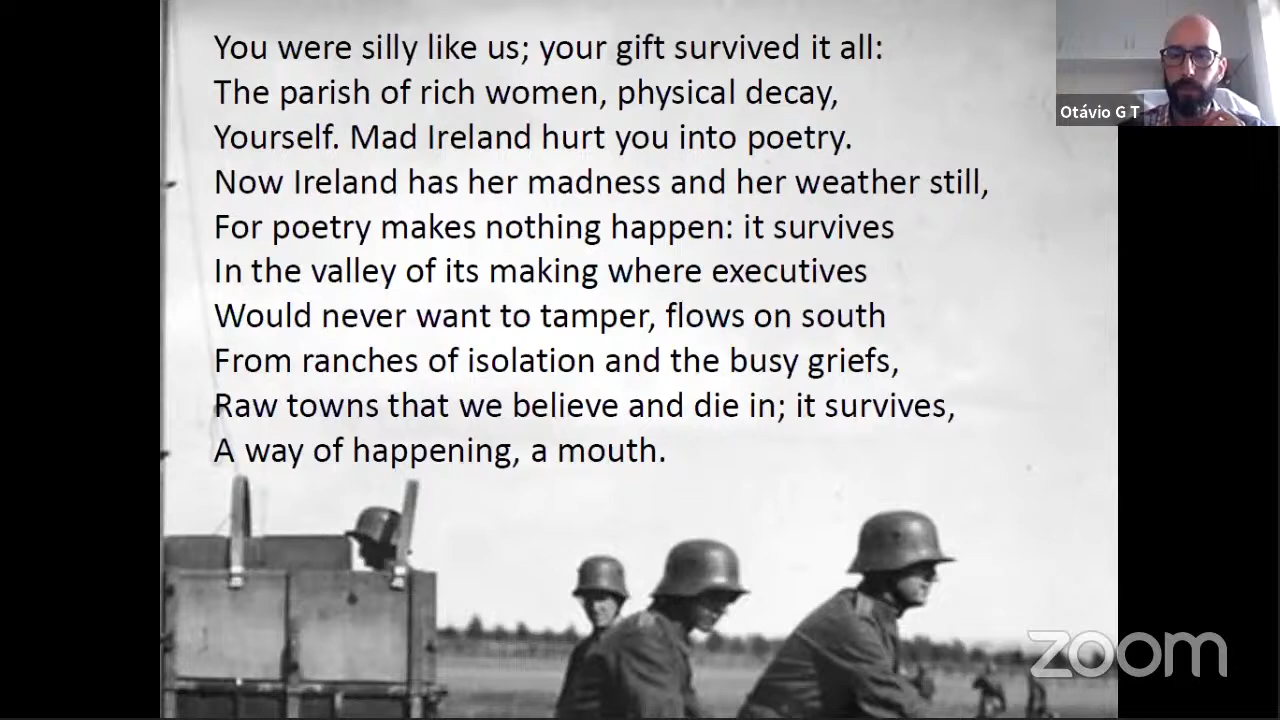 You were silly like us; your gift survived it all:
The parish of rich women, physical decay,
Yourself. Mad Ireland hurt you into poetry.
Now Ireland has her madness and her weather still,
For poetry makes nothing happen: it survives
In the valley of its making where executives
Would never want to tamper, flows on south
From ranches of isolation and the busy griefs,
Raw towns that we believe and die in; it survives,
A way of happening, a mouth.
Otávio G T
zoom